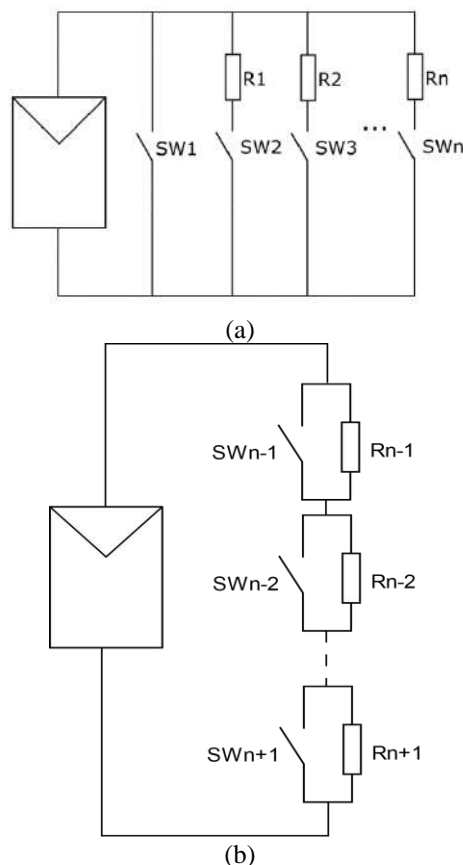 R1 R2 Rn
SW1 SW2 SW3 ... SWn
(a)
SWn-1 Rn-1
SWn-2 Rn-2
SWn+1 Rn+1
(b)